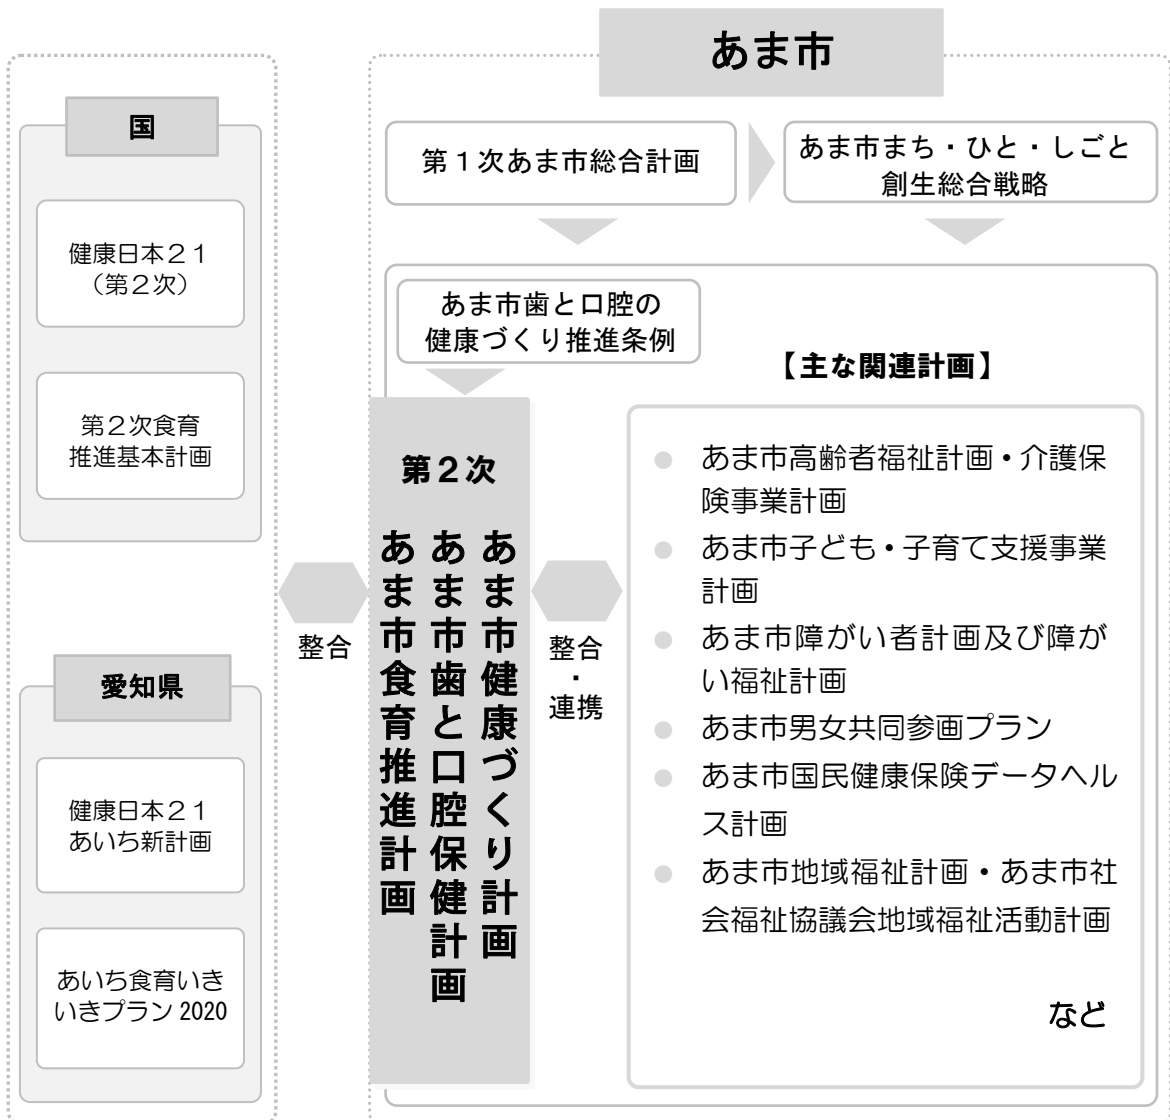 あま市
国
健康日本２１
（第２次）
第２次食育
推進基本計画
愛知県
健康日本２１
あいち新計画
あいち食育いき
いきプラン 2020
整合
第１次あま市総合計画
あま市まち・ひと・しごと
創生総合戦略
あま市歯と口腔の
健康づくり推進条例
第２次
あま市健康づくり計画
あま市歯と口腔保健計画
あま市食育推進計画
整合
・
連携
【主な関連計画】
● あま市高齢者福祉計画・介護保
険事業計画
● あま市子ども・子育て支援事業
計画
● あま市障がい者計画及び障が
い福祉計画
● あま市男女共同参画プラン
● あま市国民健康保険データヘル
ス計画
● あま市地域福祉計画・あま市社
会福祉協議会地域福祉活動計画
など